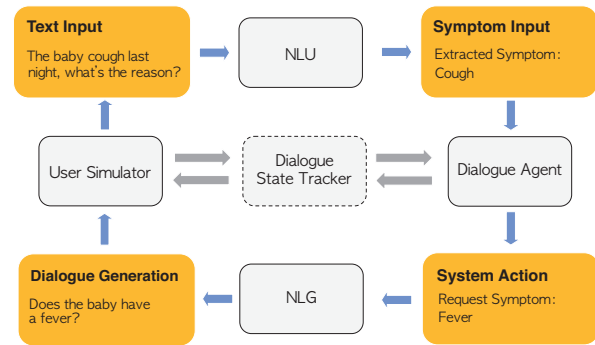 Text Input
The baby cough last
night, what's the reason?
NLU
Symptom Input
Extracted Symptom:
Cough
User Simulator
Dialogue
State Tracker
Dialogue Agent
Dialogue Generation
Does the baby have
a fever?
NLG
System Action
Request Symptom:
Fever